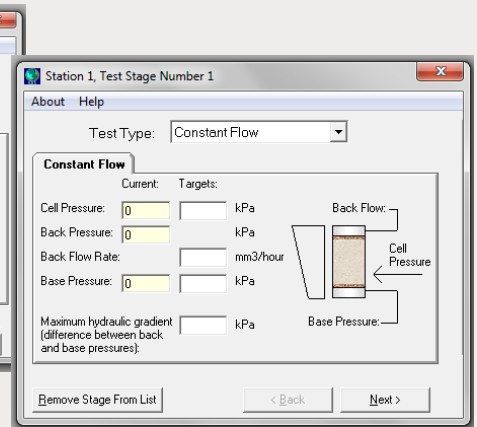 Station 1, Test Stage Number 1
About Help
Test Type: Constant Flow
Constant Flow
Current: Targets:
Cell Pressure: 0 kPa
Back Pressure: 0 kPa
Back Flow Rate: mm3/hour
Base Pressure: 0 kPa
Maximum hydraulic gradient kPa
(difference between back
and base pressures):
Back Flow:
Cell
Pressure
Base Pressure:
Remove Stage From List < Back Next >